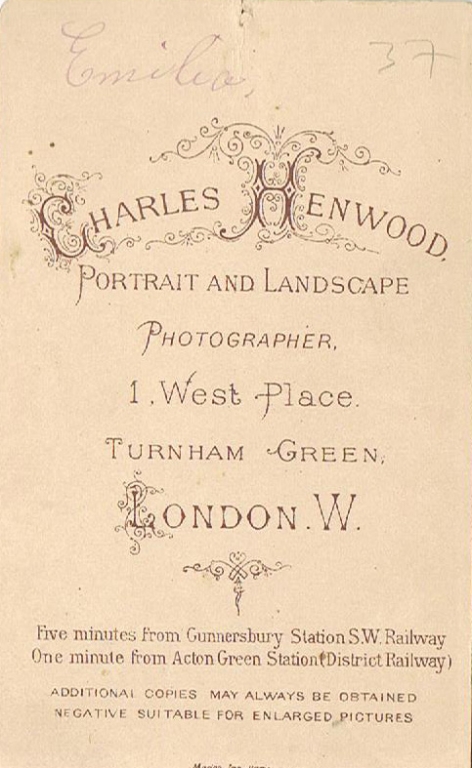 Emilia,
37
CHARLES HENWOOD,
PORTRAIT AND LANDSCAPE
PHOTOGRAPHER,
1, West Place.
TURNHAM GREEN,
LONDON. W.
Five minutes from Gunnersbury Station S.W. Railway
One minute from Acton Green Station (District Railway)
ADDITIONAL COPIES MAY ALWAYS BE OBTAINED
NEGATIVE SUITABLE FOR ENLARGED PICTURES